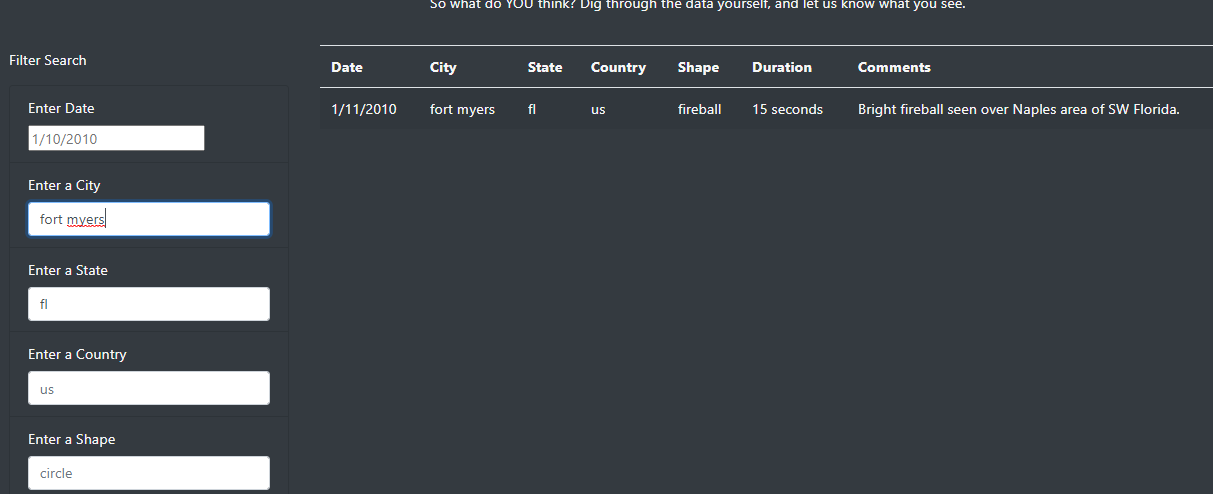 So what do YOU think? Dig through the data yourself, and let us know what you see.
Filter Search
Enter Date
1/10/2010
Enter a City
fort myers
Enter a State
fl
Enter a Country
us
Enter a Shape
circle
Date City State Country Shape Duration Comments
1/11/2010 fort myers fl us fireball 15 seconds Bright fireball seen over Naples area of SW Florida.